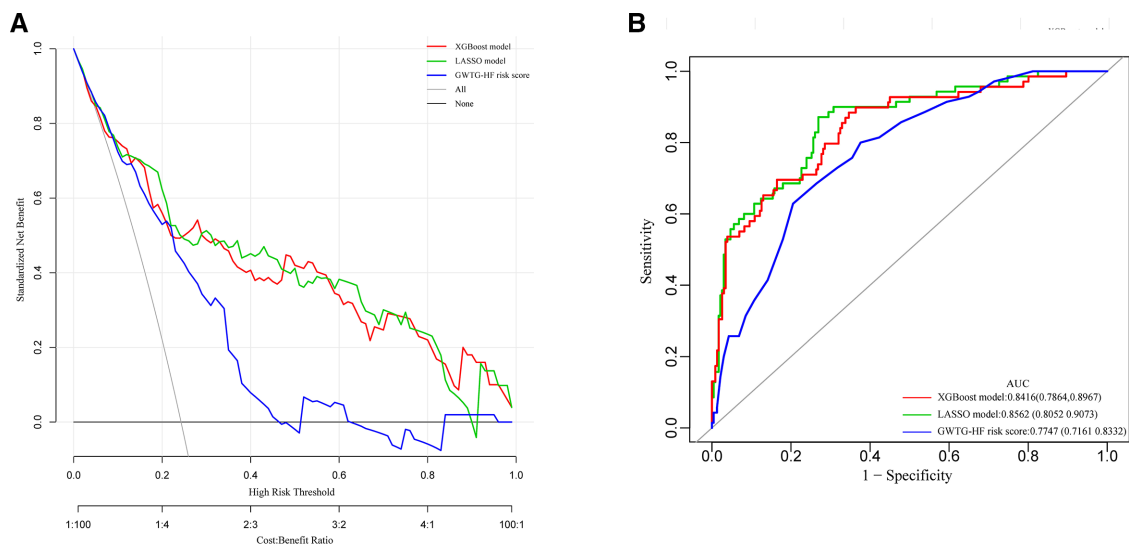 A
XGBoost model
LASSO model
GWTG-HF risk score
All
None
Standardized Net Benefit
1.0
0.8
0.6
0.4
0.2
0.0
0.0 0.2 0.4 0.6 0.8 1.0
High Risk Threshold
1:100 1:4 2:3 3:2 4:1 100:1
Cost:Benefit Ratio
B
Sensitivity
1.0
0.8
0.6
0.4
0.2
0.0
AUC
XGBoost model:0.8416(0.7864,0.8967)
LASSO model:0.8562 (0.8052 0.9073)
GWTG-HF risk score:0.7747 (0.7161 0.8332)
0.0 0.2 0.4 0.6 0.8 1.0
1 − Specificity